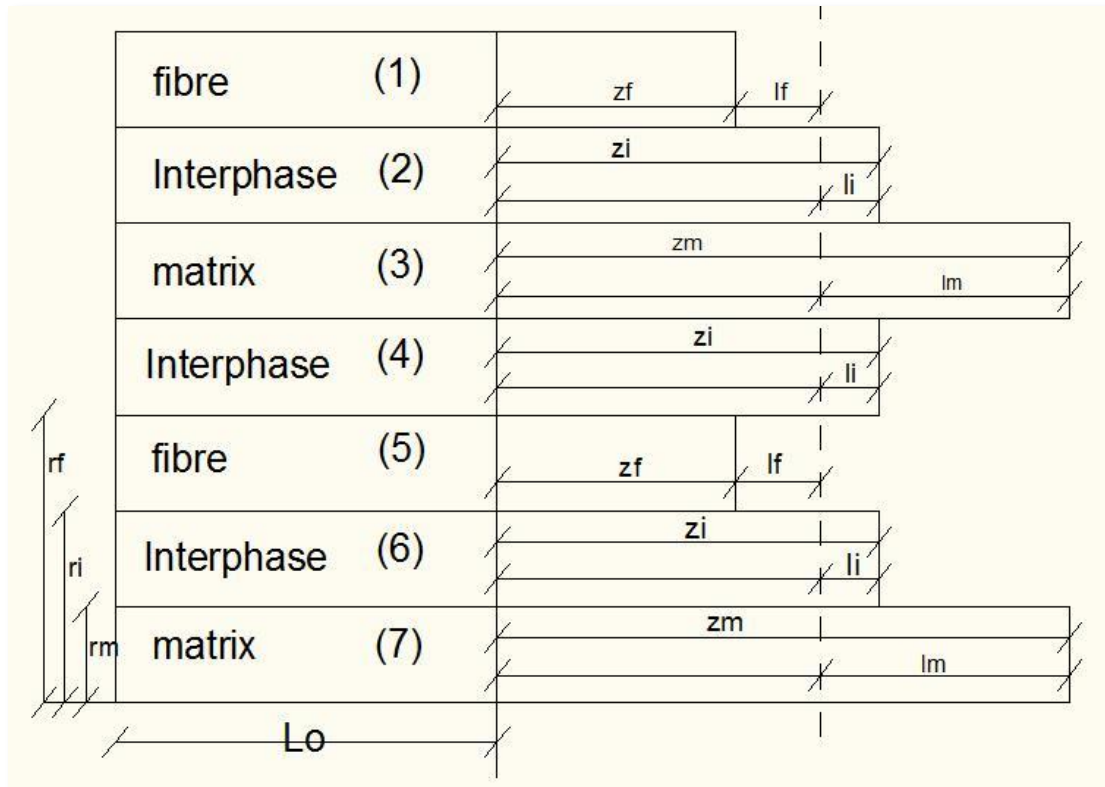 fibre (1) zf lf
Interphase (2) zi
li
matrix (3) zm
lm
Interphase (4) zi
li
fibre (5) zf lf
rf
Interphase (6) zi
ri li
matrix (7) zm
rm lm
Lo